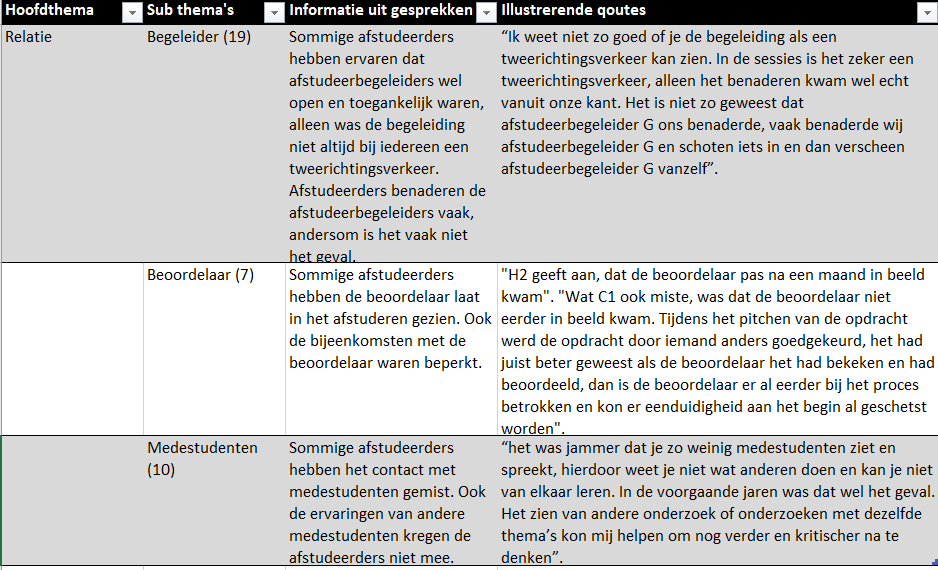 Hoofdthema Sub thema's Informatie uit gesprekken Illustrerende qoutes
Relatie
Begeleider (19)
Sommige afstudeerders
hebben ervaren dat
afstudeerbegeleiders wel
open en toegankelijk waren,
alleen was de begeleiding
niet altijd bij iedereen een
tweerichtingsverkeer.
Afstudeerders benaderen de
afstudeerbegeleiders vaak,
andersom is het vaak niet
het geval.
“Ik weet niet zo goed of je de begeleiding als een
tweerichtingsverkeer kan zien. In de sessies is het zeker een
tweerichtingsverkeer, alleen het benaderen kwam wel echt
vanuit onze kant. Het is niet zo geweest dat
afstudeerbegeleider G ons benaderde, vaak benaderde wij
afstudeerbegeleider G en schoten iets in en dan verscheen
afstudeerbegeleider G vanzelf”.
Beoordelaar (7)
Sommige afstudeerders
hebben de beoordelaar laat
in het afstuderen gezien. Ook
de bijeenkomsten met de
beoordelaar waren beperkt.
"H2 geeft aan, dat de beoordelaar pas na een maand in beeld
kwam". "Wat C1 ook miste, was dat de beoordelaar niet
eerder in beeld kwam. Tijdens het pitchen van de opdracht
werd de opdracht door iemand anders goedgekeurd, het had
juist beter geweest als de beoordelaar het had bekeken en had
beoordeeld, dan is de beoordelaar er al eerder bij het proces
betrokken en kon er eenduidigheid aan het begin al geschetst
worden".
Medestudenten
(10)
Sommige afstudeerders
hebben het contact met
medestudenten gemist. Ook
de ervaringen van andere
medestudenten kregen de
afstudeerders niet mee.
“het was jammer dat je zo weinig medestudenten ziet en
spreekt, hierdoor weet je niet wat anderen doen en kan je niet
van elkaar leren. In de voorgaande jaren was dat wel het geval.
Het zien van andere onderzoek of onderzoeken met dezelfde
thema’s kon mij helpen om nog verder en kritischer na te
denken”.